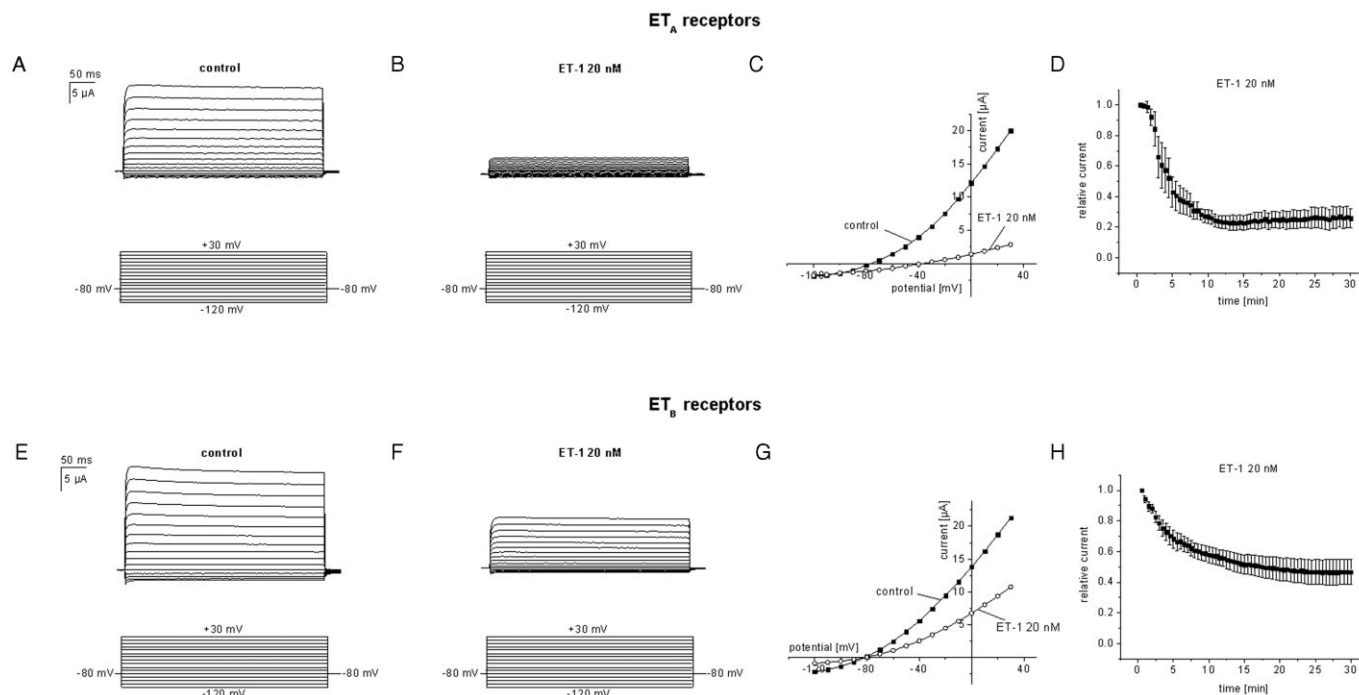 ETA receptors
A
control
50 ms
5 µA
+30 mV
-80 mV
-80 mV
-120 mV
B
ET-1 20 nM
+30 mV
-80 mV
-80 mV
-120 mV
C
current [µA]
20
15
10
5
control
ET-1 20 nM
-120
-80
-40
0
40
potential [mV]
D
ET-1 20 nM
relative current
1.0
0.8
0.6
0.4
0.2
0.0
0
5
10
15
20
25
30
time [min]
ETB receptors
E
control
50 ms
5 µA
+30 mV
-80 mV
-80 mV
-120 mV
F
ET-1 20 nM
+30 mV
-80 mV
-80 mV
-120 mV
G
current [µA]
20
15
10
5
control
ET-1 20 nM
potential [mV]
-120
-80
-40
0
40
H
ET-1 20 nM
relative current
1.0
0.8
0.6
0.4
0.2
0.0
0
5
10
15
20
25
30
time [min]